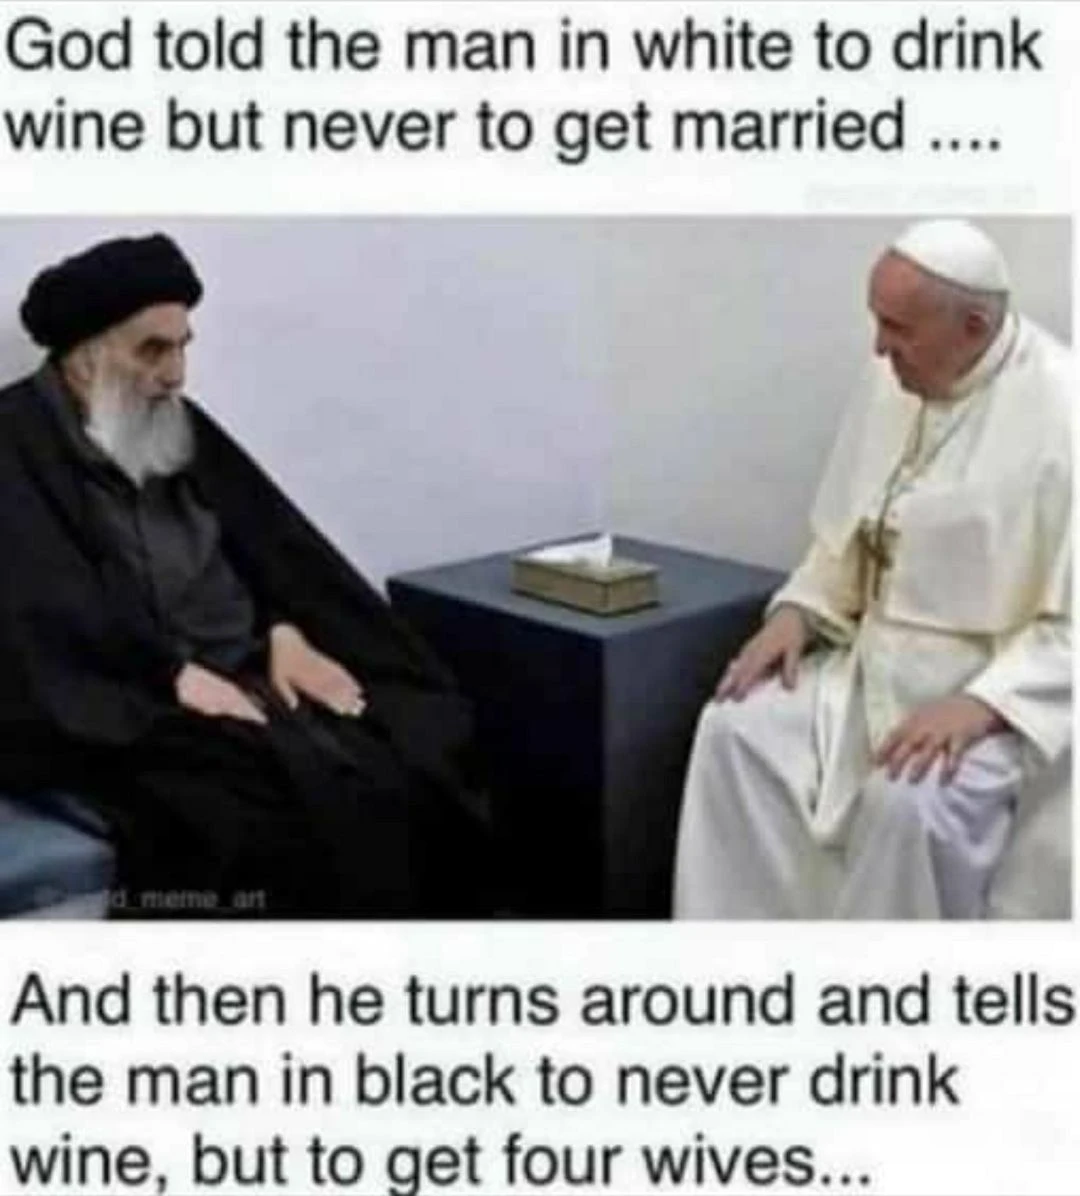 God told the man in white to drink
wine but never to get married ....
d_meme_art
And then he turns around and tells
the man in black to never drink
wine, but to get four wives...